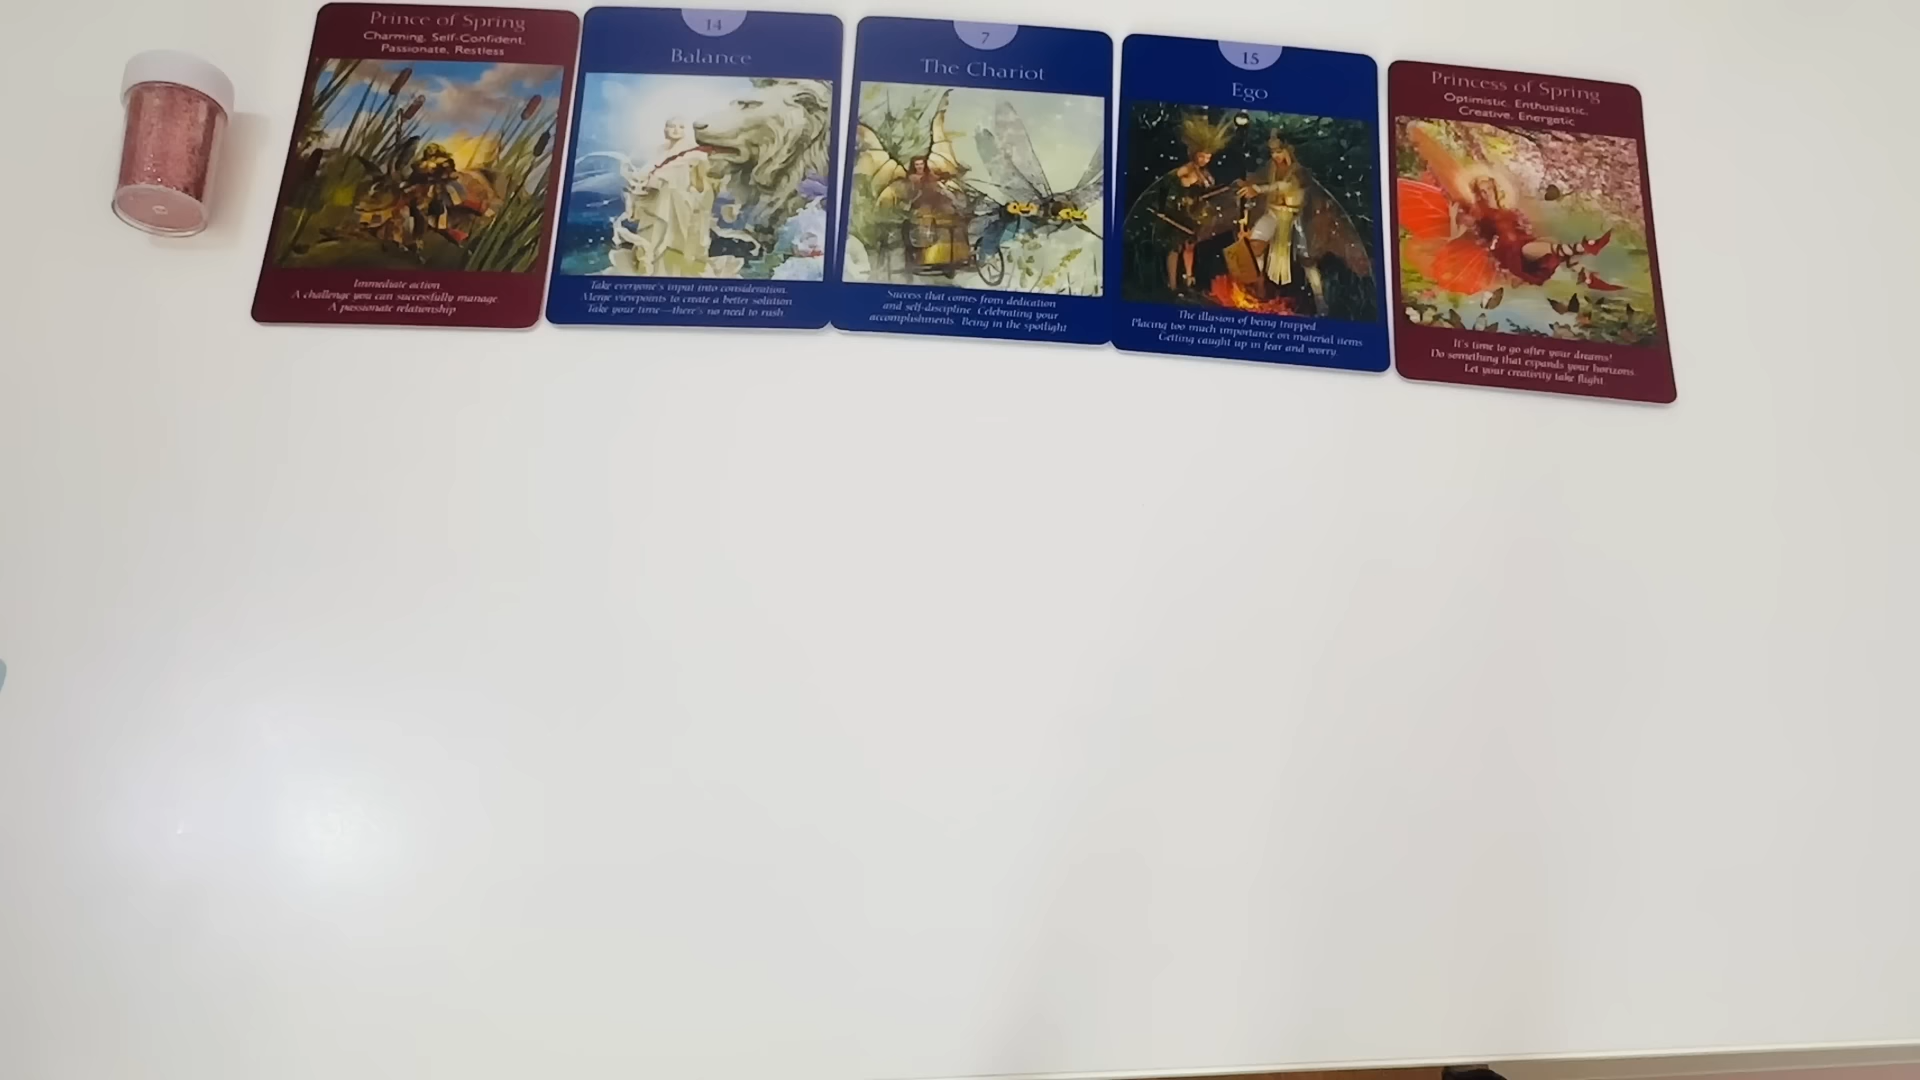 Prince of Spring
Charming, Self-Confident,
Passionate, Restless
Immediate action
A challenge you can successfully manage.
A passionate relationship
14
Balance
Take everyone's input into consideration.
Merge viewpoints to create a better solution
Take your time—there's no need to rush.
7
The Chariot
Success that comes from dedication
and self-discipline. Celebrating your
accomplishments. Being in the spotlight
15
Ego
The illusion of being trapped.
Placing too much importance on material items
Getting caught up in fear and worry.
Princess of Spring
Optimistic, Enthusiastic,
Creative, Energetic
It's time to go after your dreams!
Do something that expands your horizons
Let your creativity take flight